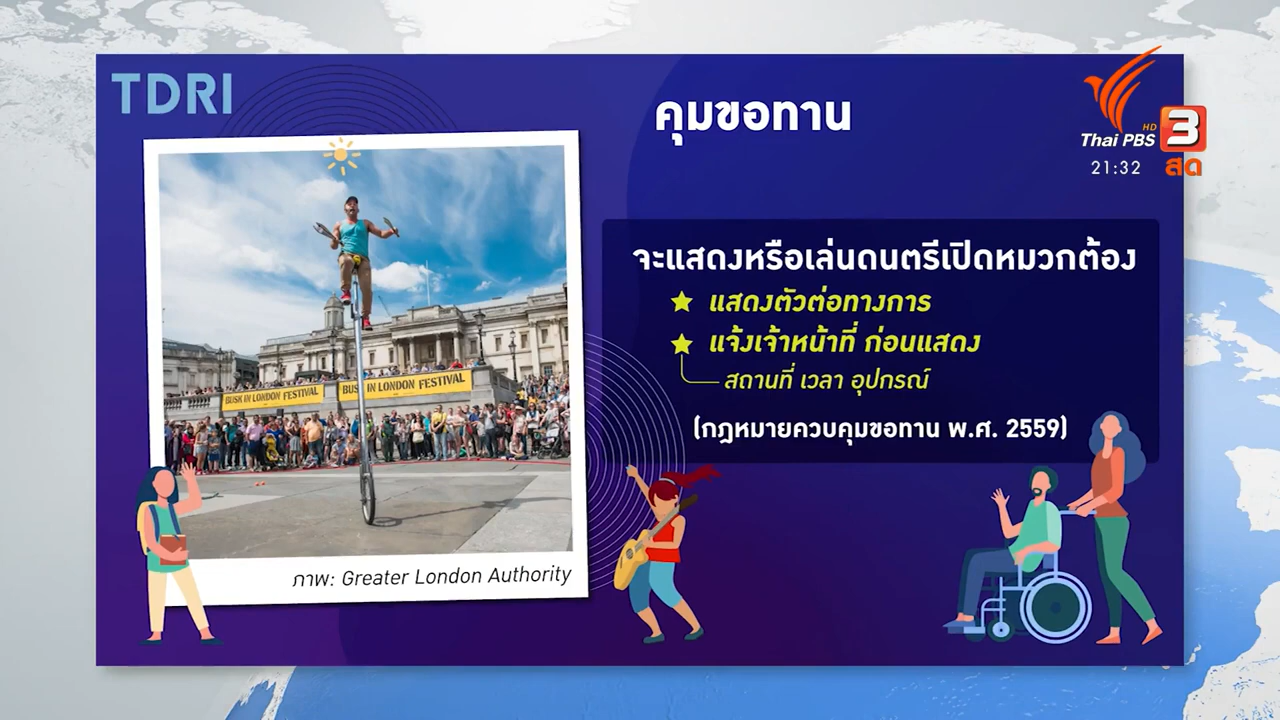 TDRI
คุมขอทาน
HD
Thai PBS 3
21:32 สด
จะแสดงหรือเล่นดนตรีเปิดหมวกต้อง
แสดงตัวต่อทางการ
แจ้งเจ้าหน้าที่ ก่อนแสดง
สถานที่ เวลา อุปกรณ์
(กฎหมายควบคุมขอทาน พ.ศ. 2559)
BUSK IN LONDON FESTIVAL
BUSK IN LONDON FESTIVAL
ภาพ: Greater London Authority